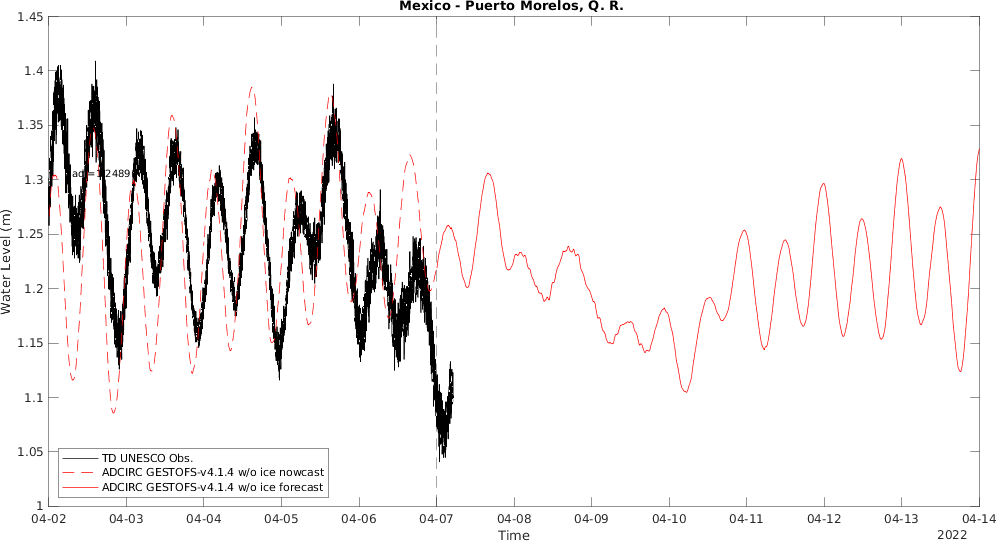 Mexico - Puerto Morelos, Q. R.
1.45
1.4
1.35
1.3
1.25
1.2
1.15
1.1
1.05
1
Water Level (m)
TD UNESCO Obs.
ADCIRC GESTOFS-v4.1.4 w/o ice nowcast
ADCIRC GESTOFS-v4.1.4 w/o ice forecast
04-02 04-03 04-04 04-05 04-06 04-07 04-08 04-09 04-10 04-11 04-12 04-13 04-14
Time
2022